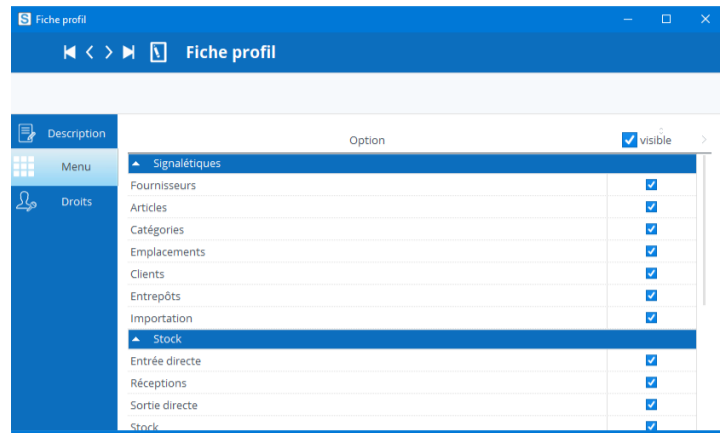 S Fiche profil
Fiche profil
Description
Menu
Droits
Option visible
Signalétiques
Fournisseurs
Articles
Catégories
Emplacements
Clients
Entrepôts
Importation
Stock
Entrée directe
Réceptions
Sortie directe
Stock